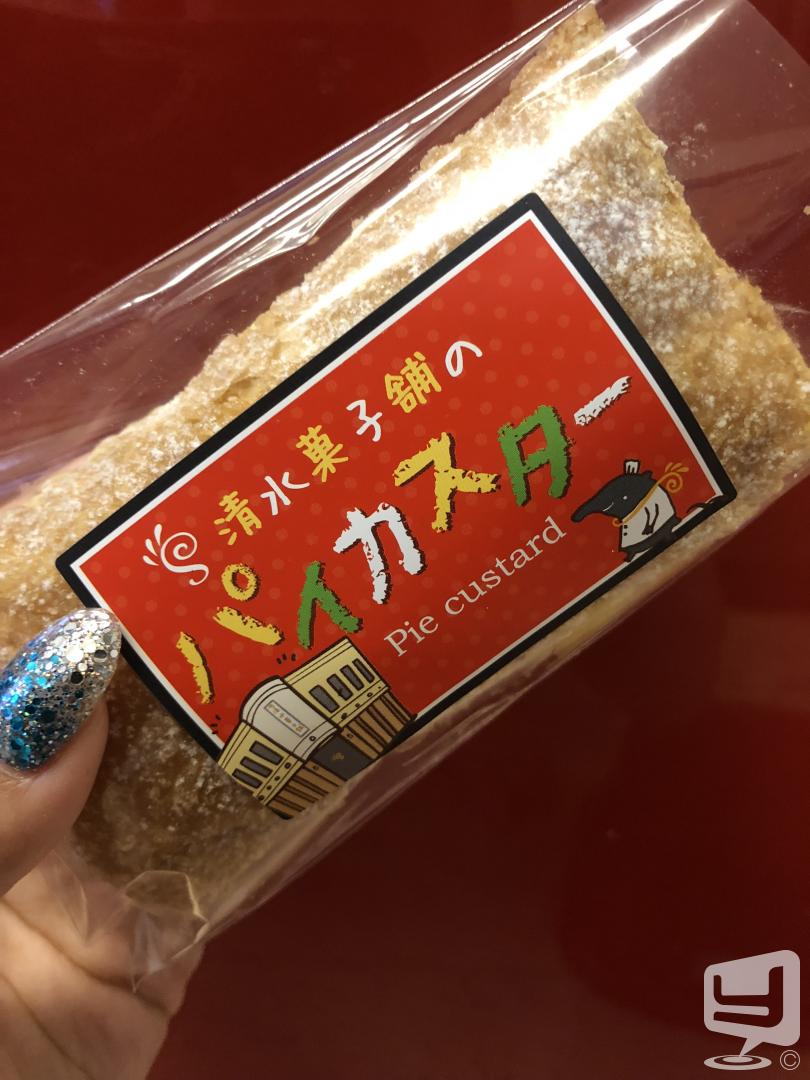 清水菓子舗の
パイカスター
Pie custard